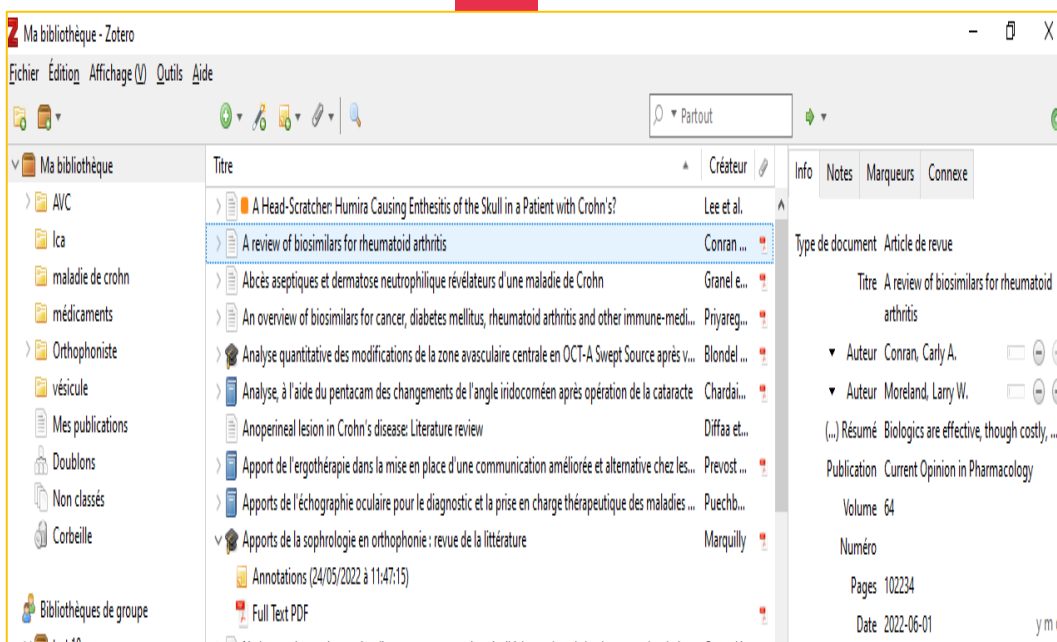 Ma bibliothèque - Zotero
Fichier Édition Affichage (V) Outils Aide
Partout
Ma bibliothèque
AVC
Ica
maladie de crohn
médicaments
Orthophoniste
vésicule
Mes publications
Doublons
Non classés
Corbeille
Bibliothèques de groupe
Titre Créateur
A Head-Scratcher: Humira Causing Enthesitis of the Skull in a Patient with Crohn's? Lee et al.
A review of biosimilars for rheumatoid arthritis Conran ...
Abcès aseptiques et dermatose neutrophilique révélateurs d'une maladie de Crohn Granel e...
An overview of biosimilars for cancer, diabetes mellitus, rheumatoid arthritis and other immune-medi... Priyareg...
Analyse quantitative des modifications de la zone avasculaire centrale en OCT-A Swept Source après v... Blondel ...
Analyse, à l'aide du pentacam des changements de l'angle iridocornéen après opération de la cataracte Chardai...
Anoperineal lesion in Crohn's disease: Literature review Diffaa et...
Apport de l'ergothérapie dans la mise en place d'une communication améliorée et alternative chez les... Prevost ...
Apports de l'échographie oculaire pour le diagnostic et la prise en charge thérapeutique des maladies ... Puechb...
Apports de la sophrologie en orthophonie : revue de la littérature Marquilly
Annotations (24/05/2022 à 11:47:15)
Full Text PDF
Info Notes Marqueurs Connexe
Type de document Article de revue
Titre A review of biosimilars for rheumatoid
arthritis
Auteur Conran, Carly A.
Auteur Moreland, Larry W.
(...) Résumé Biologics are effective, though costly, ...
Publication Current Opinion in Pharmacology
Volume 64
Numéro
Pages 102234
Date 2022-06-01 y m